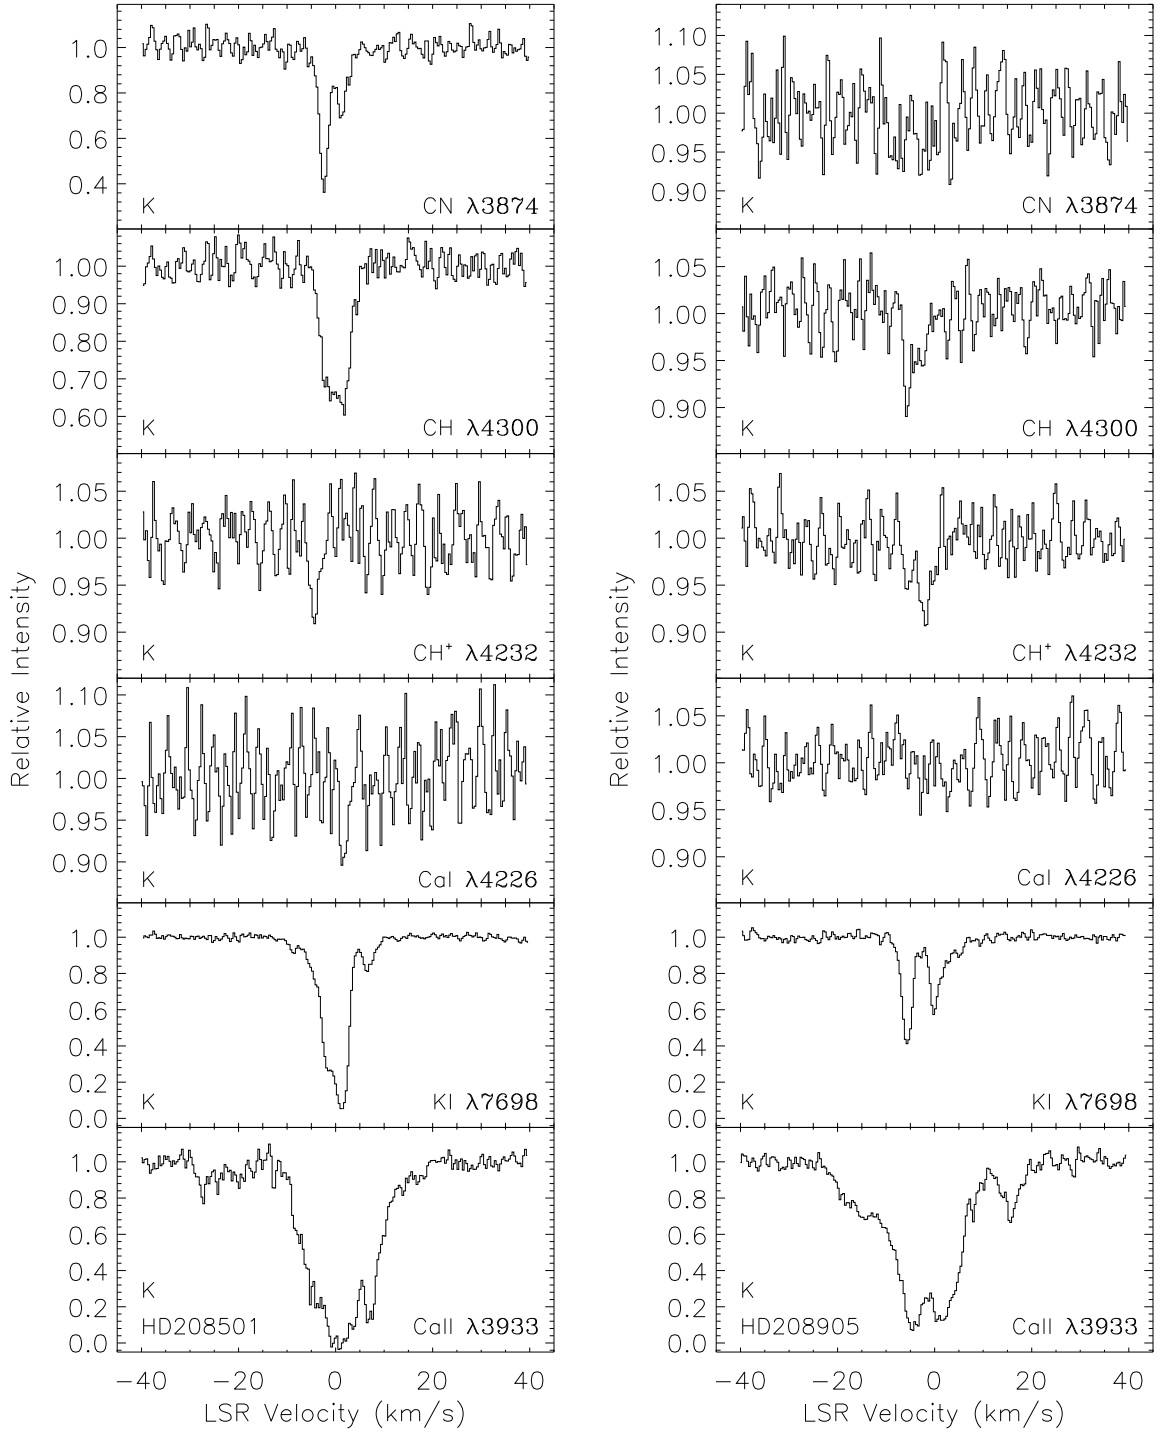 1.0
0.8
0.6
0.4
K CN λ3874
1.00
0.90
0.80
0.70
0.60
K CH λ4300
1.05
1.00
0.95
0.90
K CH⁺ λ4232
1.10
1.05
1.00
0.95
0.90
K CaI λ4226
1.0
0.8
0.6
0.4
0.2
0.0
K KI λ7698
1.0
0.8
0.6
0.4
0.2
0.0
K
HD208501 CaII λ3933
−40 −20 0 20 40
LSR Velocity (km/s)
Relative Intensity
1.10
1.05
1.00
0.95
0.90
K CN λ3874
1.05
1.00
0.95
0.90
K CH λ4300
1.05
1.00
0.95
0.90
K CH⁺ λ4232
1.05
1.00
0.95
0.90
K CaI λ4226
1.0
0.8
0.6
0.4
0.2
0.0
K KI λ7698
1.0
0.8
0.6
0.4
0.2
0.0
K
HD208905 CaII λ3933
−40 −20 0 20 40
LSR Velocity (km/s)
Relative Intensity